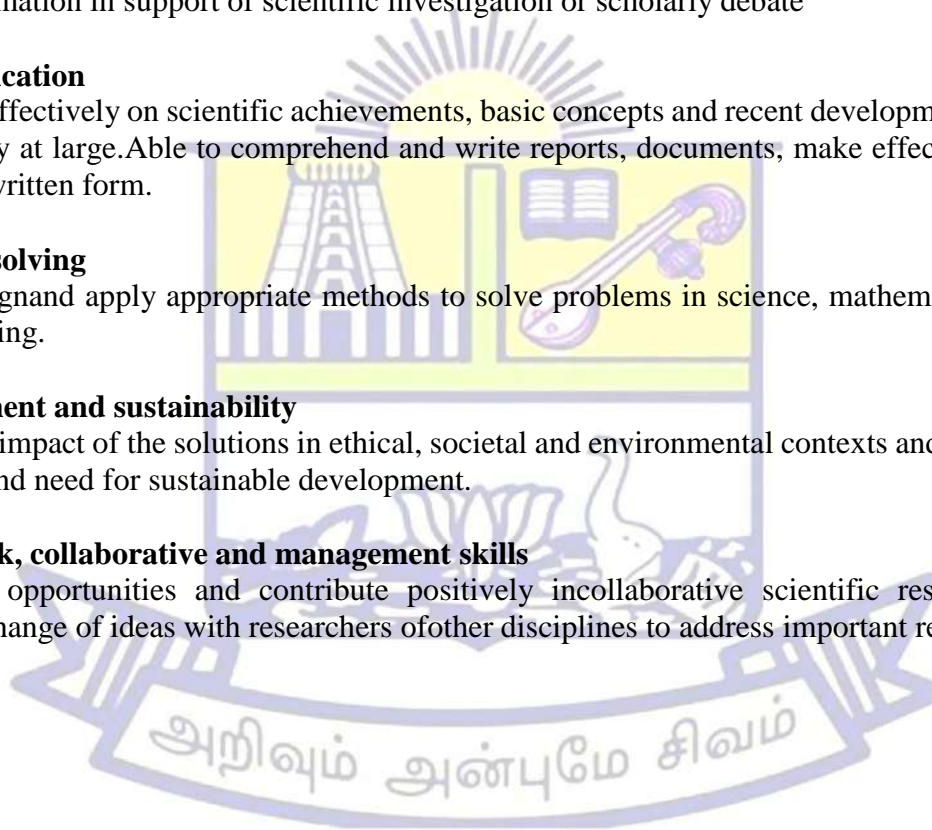 nation in support of scientific investigation or scholarly debate
ication
ffectively on scientific achievements, basic concepts and recent developm
y at large.Able to comprehend and write reports, documents, make effec
written form.
solving
gnand apply appropriate methods to solve problems in science, mathem
ing.
nent and sustainability
impact of the solutions in ethical, societal and environmental contexts and
nd need for sustainable development.
k, collaborative and management skills
opportunities and contribute positively incollaborative scientific res
hange of ideas with researchers ofother disciplines to address important re
அறிவும் அன்புமே சிவம்